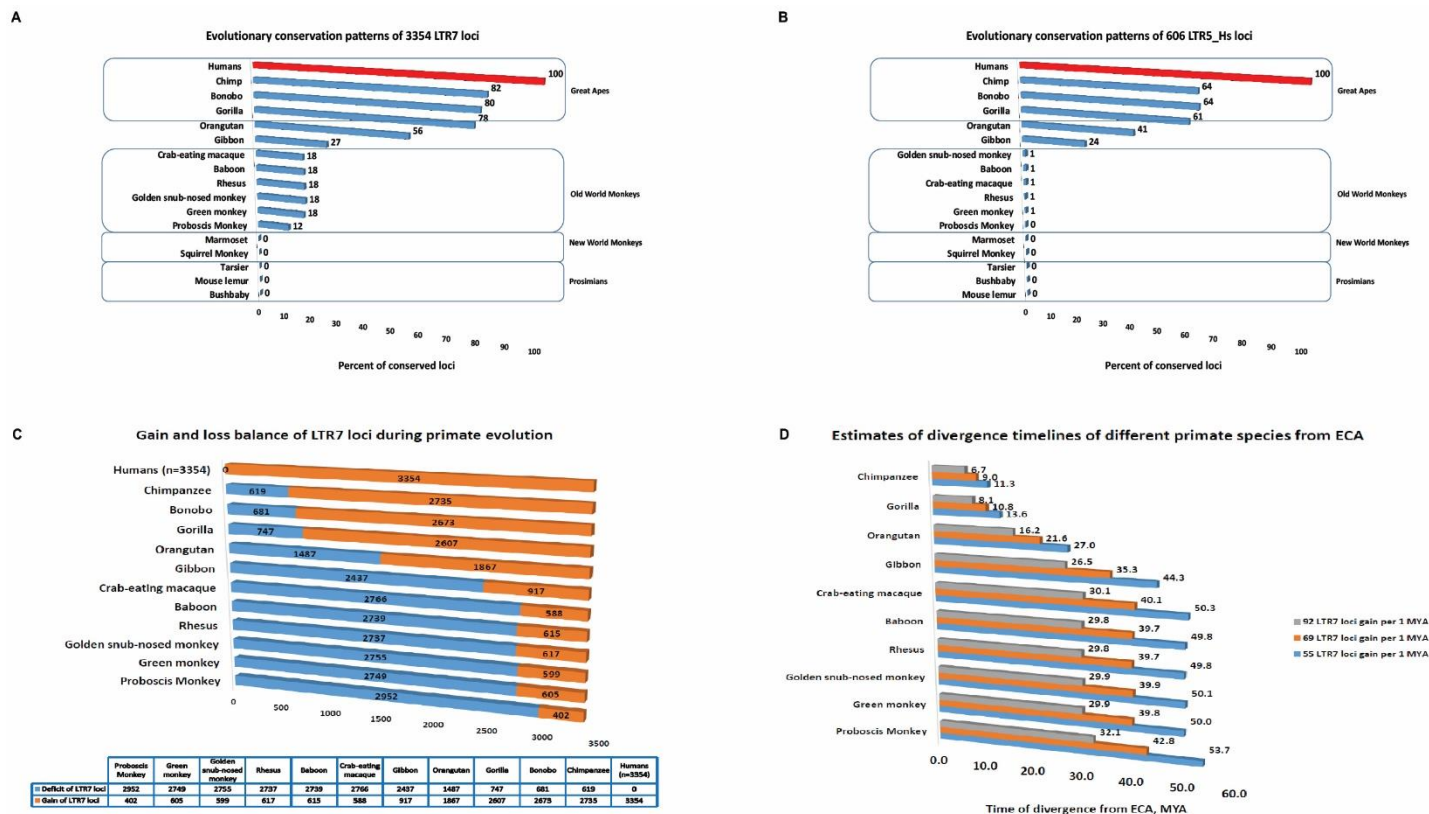 A
Evolutionary conservation patterns of 3354 LTR7 loci
Humans 100
Chimp 82
Bonobo 80
Gorilla 78
Great Apes
Orangutan 56
Gibbon 27
Crab-eating macaque 18
Baboon 18
Rhesus 18
Golden snub-nosed monkey 18
Green monkey 18
Proboscis Monkey 12
Old World Monkeys
Marmoset 0
Squirrel Monkey 0
New World Monkeys
Tarsier 0
Mouse lemur 0
Bushbaby 0
Prosimians
0 10 20 30 40 50 60 70 80 90 100
Percent of conserved loci
B
Evolutionary conservation patterns of 606 LTR5_Hs loci
Humans 100
Chimp 64
Bonobo 64
Gorilla 61
Great Apes
Orangutan 41
Gibbon 24
Golden snub-nosed monkey 1
Baboon 1
Crab-eating macaque 1
Rhesus 1
Green monkey 1
Proboscis Monkey 0
Old World Monkeys
Marmoset 0
Squirrel Monkey 0
New World Monkeys
Tarsier 0
Bushbaby 0
Mouse lemur 0
Prosimians
0 10 20 30 40 50 60 70 80 90 100
Percent of conserved loci
C
Gain and loss balance of LTR7 loci during primate evolution
Humans (n=3354) 0 3354
Chimpanzee 619 2735
Bonobo 681 2673
Gorilla 747 2607
Orangutan 1487 1867
Gibbon 2437 917
Crab-eating macaque 2766 588
Baboon 2739 615
Rhesus 2737 617
Golden snub-nosed monkey 2755 599
Green monkey 2749 605
Proboscis Monkey 2952 402
0 500 1000 1500 2000 2500 3000 3500
Proboscis Monkey Green monkey Golden snub-nosed monkey Rhesus Baboon Crab-eating macaque Gibbon Orangutan Gorilla Bonobo Chimpanzee Humans (n=3354)
Deficit of LTR7 loci 2952 2749 2755 2737 2739 2766 2437 1487 747 681 619 0
Gain of LTR7 loci 402 605 599 617 615 588 917 1867 2607 2673 2735 3354
D
Estimates of divergence timelines of different primate species from ECA
Chimpanzee 6.7 9.0 11.3
Gorilla 8.1 10.8 13.6
Orangutan 16.2 21.6 27.0
Gibbon 26.5 35.3 44.3
Crab-eating macaque 30.1 40.1 50.3
Baboon 29.8 39.7 49.8
Rhesus 29.8 39.7 49.8
Golden snub-nosed monkey 29.9 39.9 50.1
Green monkey 29.9 39.8 50.0
Proboscis Monkey 32.1 42.8 53.7
0.0 10.0 20.0 30.0 40.0 50.0 60.0
Time of divergence from ECA, MYA
92 LTR7 loci gain per 1 MYA
69 LTR7 loci gain per 1 MYA
55 LTR7 loci gain per 1 MYA